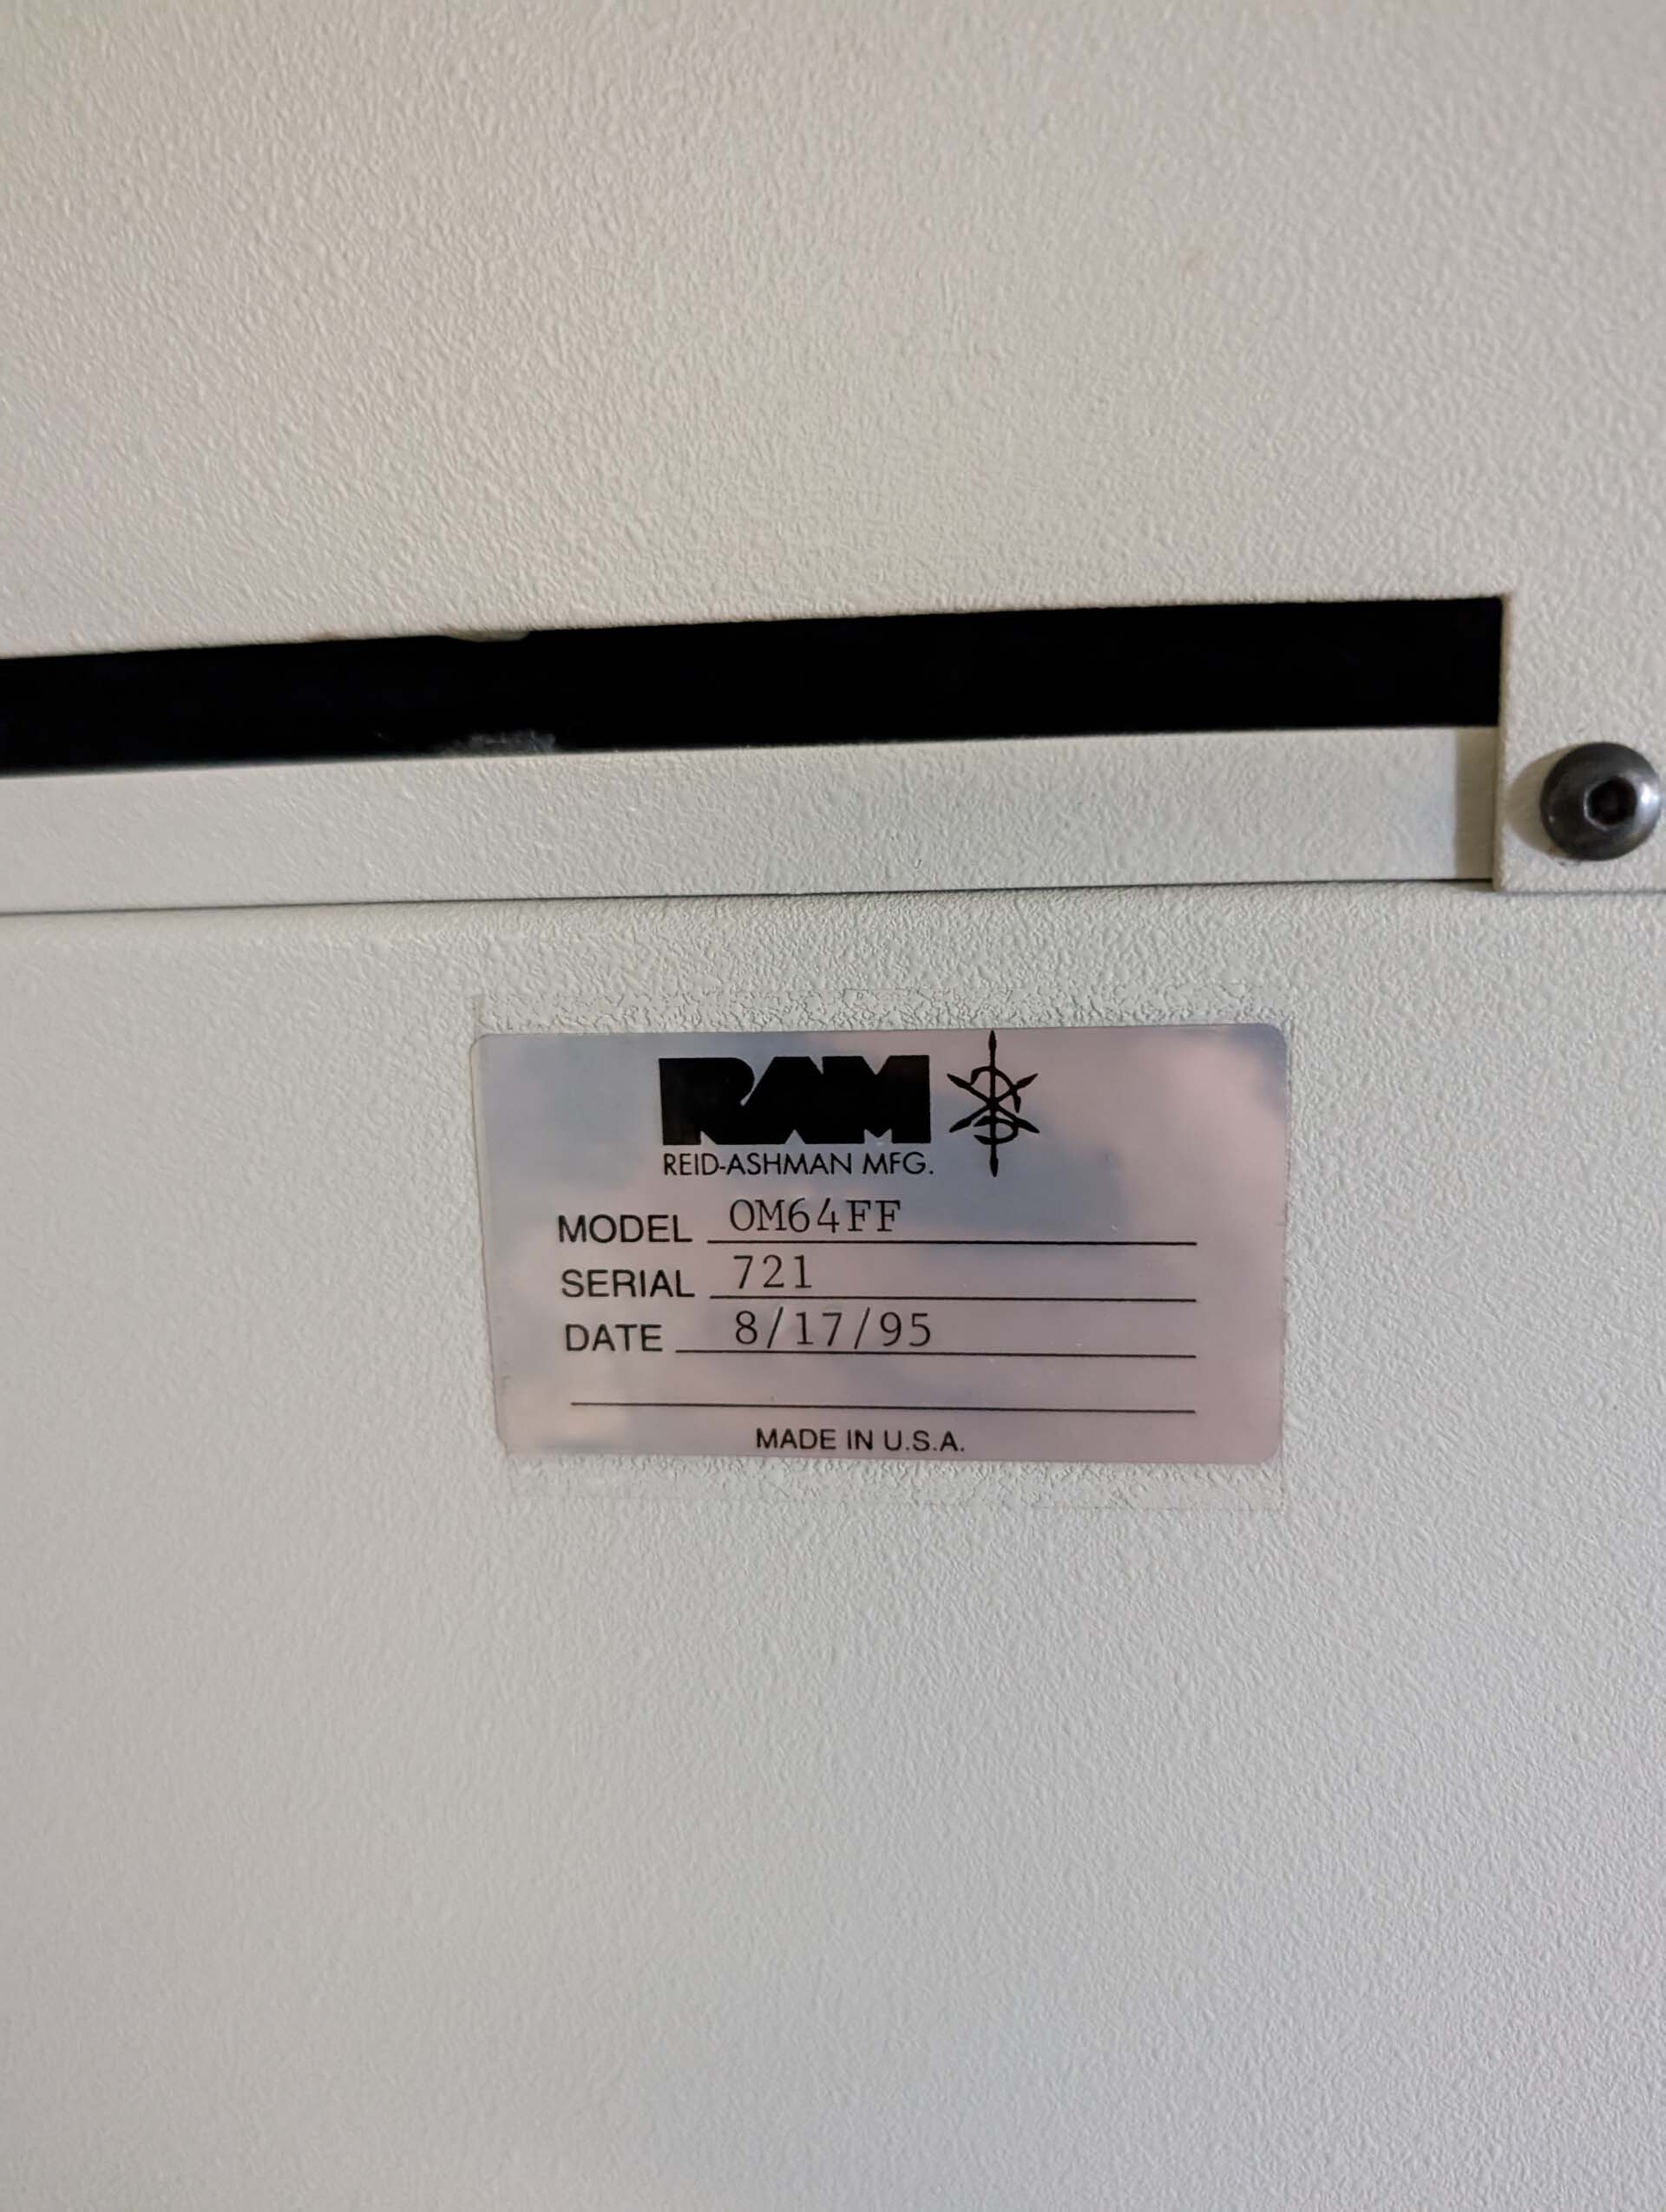 RAM
REID-ASHMAN MFG.
MODEL OM64FF
SERIAL 721
DATE 8/17/95
MADE IN U.S.A.